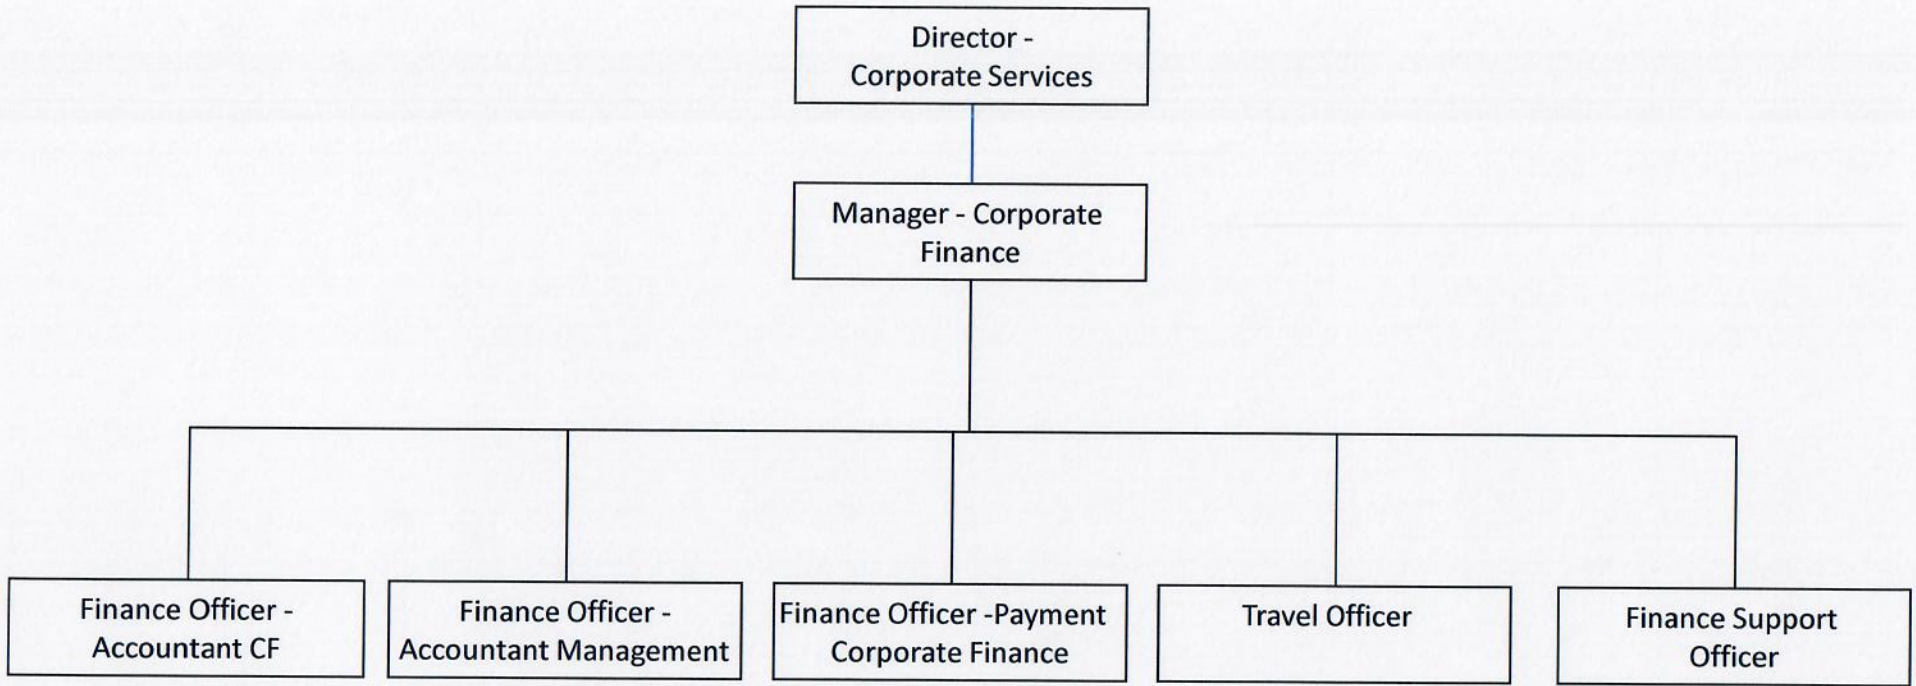 Director -
Corporate Services
Manager - Corporate
Finance
Finance Officer -
Accountant CF
Finance Officer -
Accountant Management
Finance Officer -Payment
Corporate Finance
Travel Officer
Finance Support
Officer